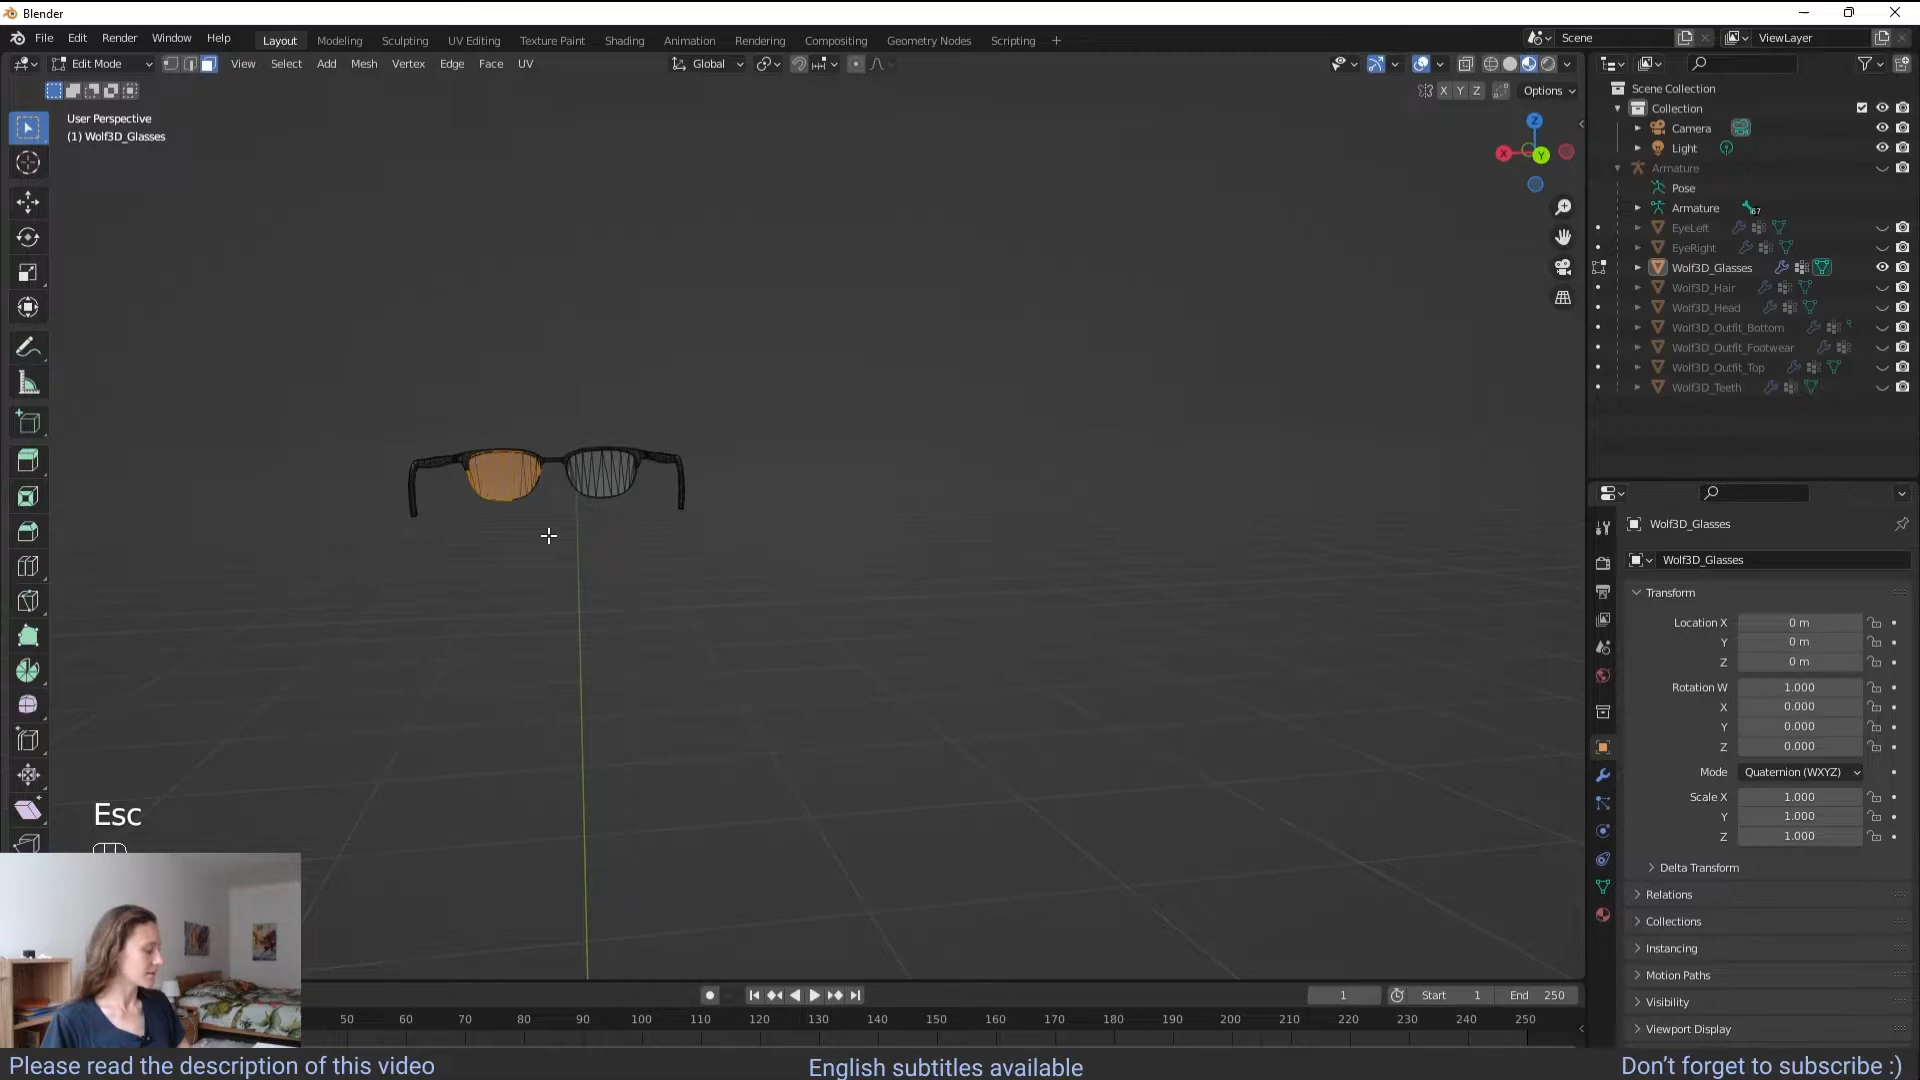 Blender
File Edit Render Window Help
Layout Modeling Sculpting UV Editing Texture Paint Shading Animation Rendering Compositing Geometry Nodes Scripting +
Scene
ViewLayer
Edit Mode View Select Add Mesh Vertex Edge Face UV
Global
X Y Z Options
User Perspective
(1) Wolf3D_Glasses
Z
X
Y
Scene Collection
Collection
Camera
Light
Armature
Pose
Armature 67
EyeLeft
EyeRight
Wolf3D_Glasses
Wolf3D_Hair
Wolf3D_Head
Wolf3D_Outfit_Bottom
Wolf3D_Outfit_Footwear
Wolf3D_Outfit_Top
Wolf3D_Teeth
Wolf3D_Glasses
Wolf3D_Glasses
Transform
Location X 0 m
Y 0 m
Z 0 m
Rotation W 1.000
X 0.000
Y 0.000
Z 0.000
Mode Quaternion (WXYZ)
Scale X 1.000
Y 1.000
Z 1.000
Delta Transform
Relations
Collections
Instancing
Motion Paths
Visibility
Viewport Display
Esc
1 Start 1 End 250
50 60 70 80 90 100 110 120 130 140 150 160 170 180 190 200 210 220 230 240 250
Please read the description of this video
English subtitles available
Don't forget to subscribe :)